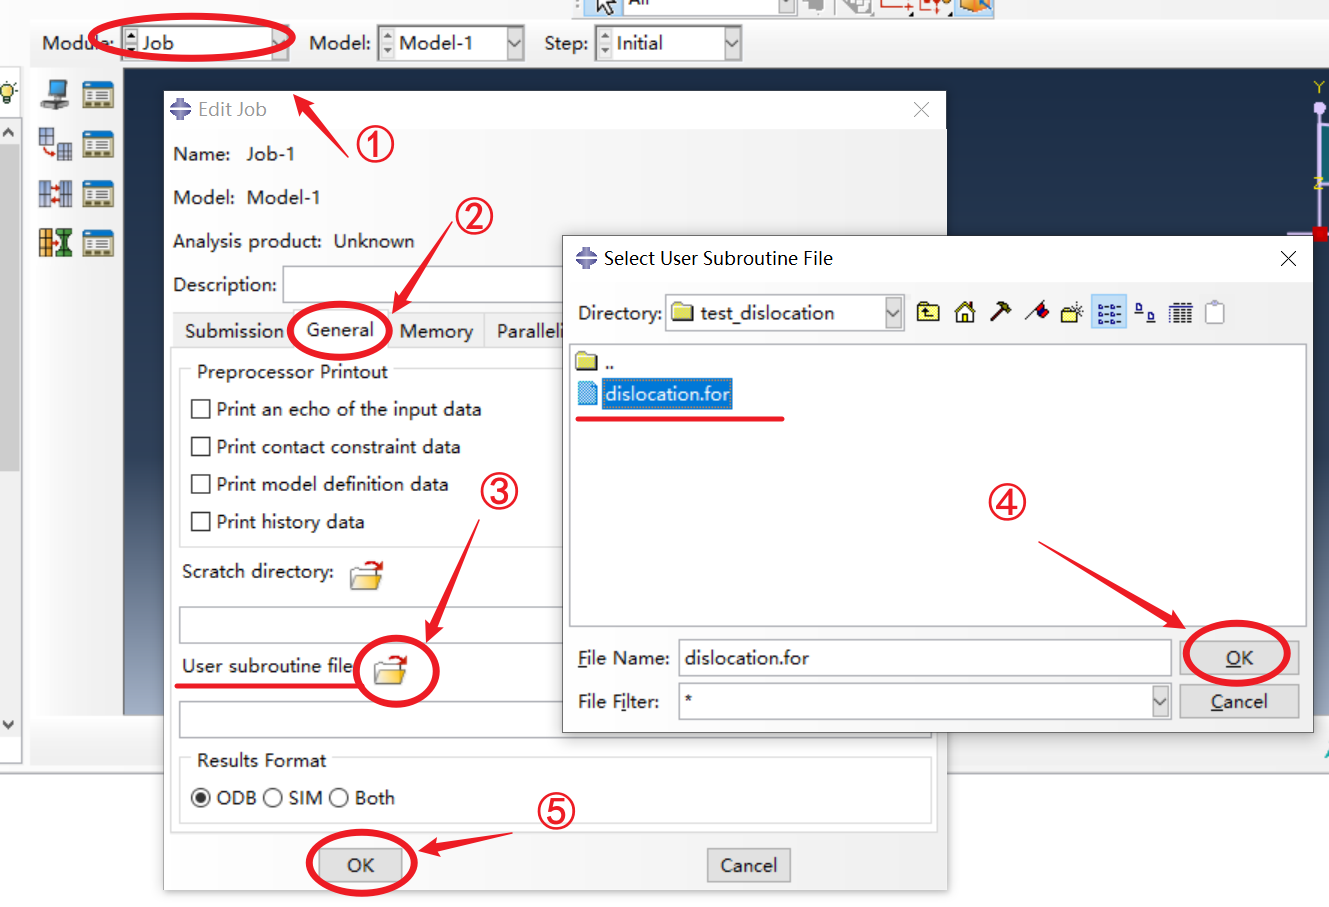 All
Module: Job Model: Model-1 Step: Initial
Edit Job
①
Name: Job-1
Model: Model-1
②
Analysis product: Unknown
Description:
Submission General Memory
Preprocessor Printout
Print an echo of the input data
Print contact constraint data
Print model definition data
Print history data
③
Scratch directory:
User subroutine file
Results Format
ODB SIM Both
⑤
OK Cancel
Select User Subroutine File
Directory: test_dislocation
..
dislocation.for
④
File Name: dislocation.for OK
File Filter: * Cancel
Y
Z